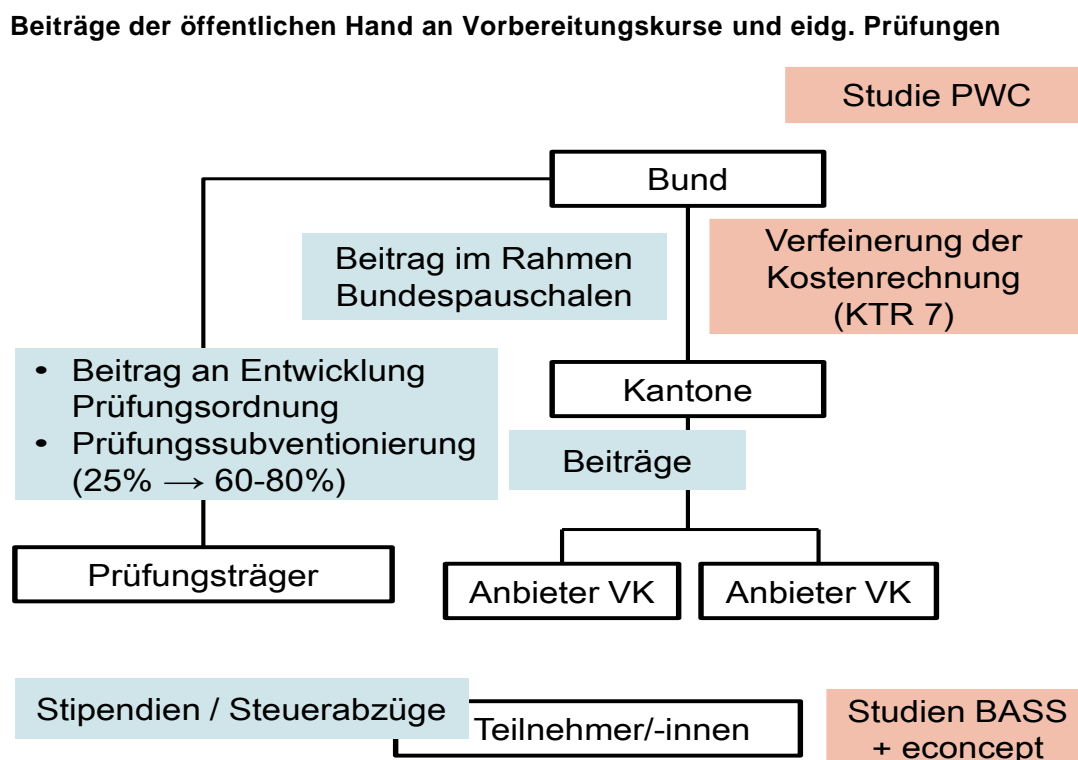 Beiträge der öffentlichen Hand an Vorbereitungskurse und eidg. Prüfungen
Studie PWC
Bund
Beitrag im Rahmen
Bundespauschalen
Verfeinerung der
Kostenrechnung
(KTR 7)
• Beitrag an Entwicklung
Prüfungsordnung
• Prüfungssubventionierung
(25% → 60-80%)
Kantone
Beiträge
Prüfungsträger
Anbieter VK
Anbieter VK
Stipendien / Steuerabzüge
Teilnehmer/-innen
Studien BASS
+ econcept